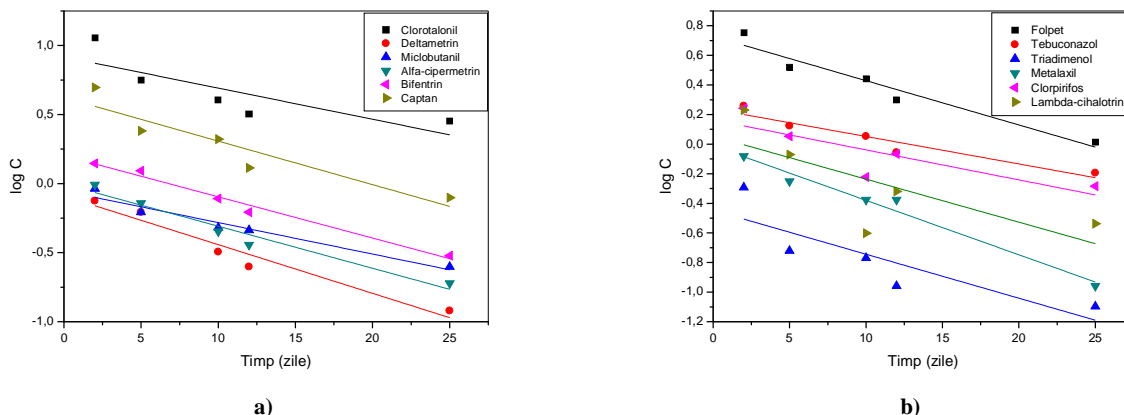 Clorotalonil
Deltametrin
Miclobutanil
Alfa-cipermetrin
Bifentrin
Captan
1,0
0,5
0,0
-0,5
-1,0
log C
0
5
10
15
20
25
Timp (zile)
a)
Folpet
Tebuconazol
Triadimenol
Metalaxil
Clorpirifos
Lambda-cihalotrin
0,8
0,6
0,4
0,2
0,0
-0,2
-0,4
-0,6
-0,8
-1,0
-1,2
log C
0
5
10
15
20
25
Timp (zile)
b)